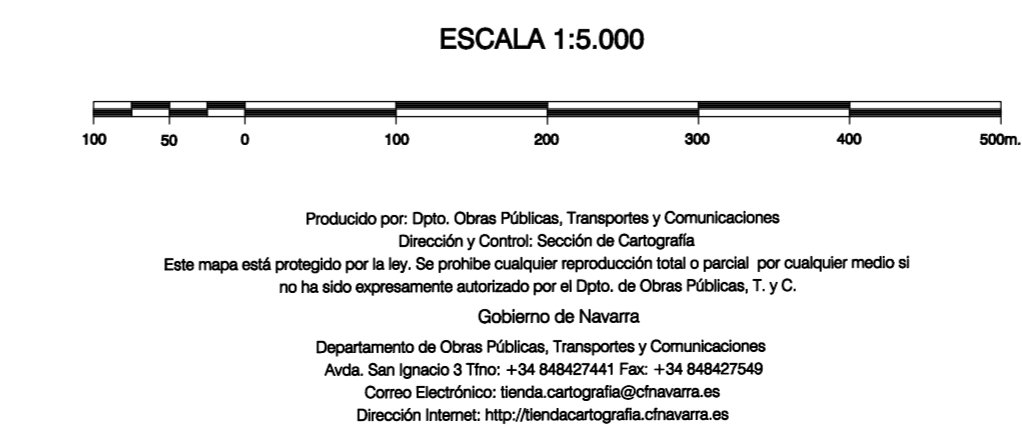 ESCALA 1:5.000
100 50 0 100 200 300 400 500m.
Producido por: Dpto. Obras Públicas, Transportes y Comunicaciones
Dirección y Control: Sección de Cartografía
Este mapa está protegido por la ley. Se prohibe cualquier reproducción total o parcial por cualquier medio si
no ha sido expresamente autorizado por el Dpto. de Obras Públicas, T. y C.
Gobierno de Navarra
Departamento de Obras Públicas, Transportes y Comunicaciones
Avda. San Ignacio 3 Tfno: +34 848427441 Fax: +34 848427549
Correo Electrónico: tienda.cartografia@cfnavarra.es
Dirección Internet: http://tiendacartografia.cfnavarra.es